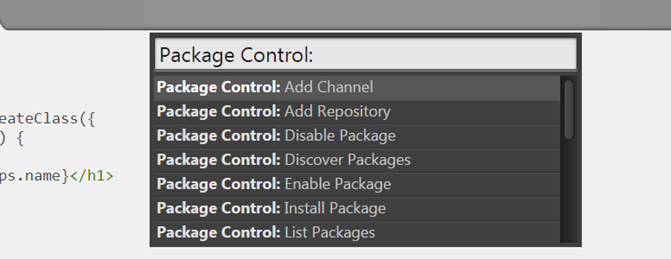 Package Control:
Package Control: Add Channel
eateClass({
Package Control: Add Repository
) {
Package Control: Disable Package
Package Control: Discover Packages
ps.name}</h1>
Package Control: Enable Package
Package Control: Install Package
Package Control: List Packages